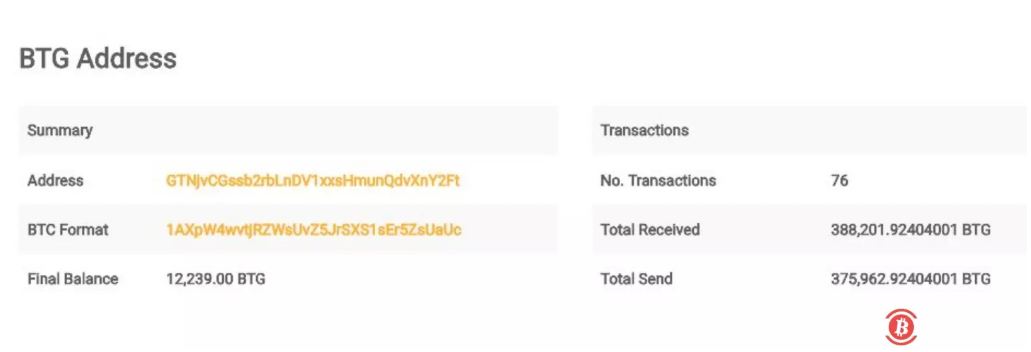 BTG Address
Summary
Address GTNjvCGssb2rbLnDV1xxsHmunQdvXnY2Ft
BTC Format 1AXpW4wvtjRZWsUvZ5JrSXS1sEr5ZsUaUc
Final Balance 12,239.00 BTG
Transactions
No. Transactions 76
Total Received 388,201.92404001 BTG
Total Send 375,962.92404001 BTG